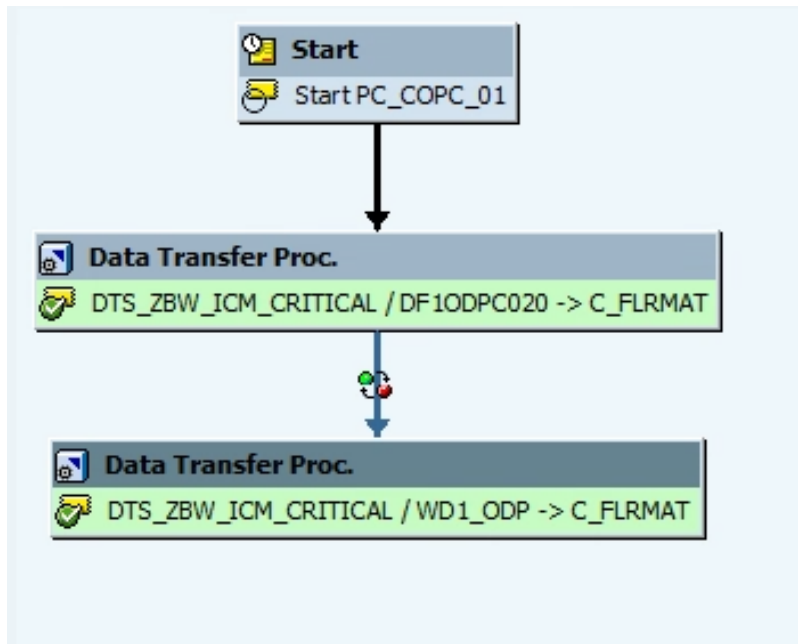 Start
Start PC_COPC_01
Data Transfer Proc.
DTS_ZBW_ICM_CRITICAL / DF1ODPC020 -> C_FLRMAT
Data Transfer Proc.
DTS_ZBW_ICM_CRITICAL / WD1_ODP -> C_FLRMAT